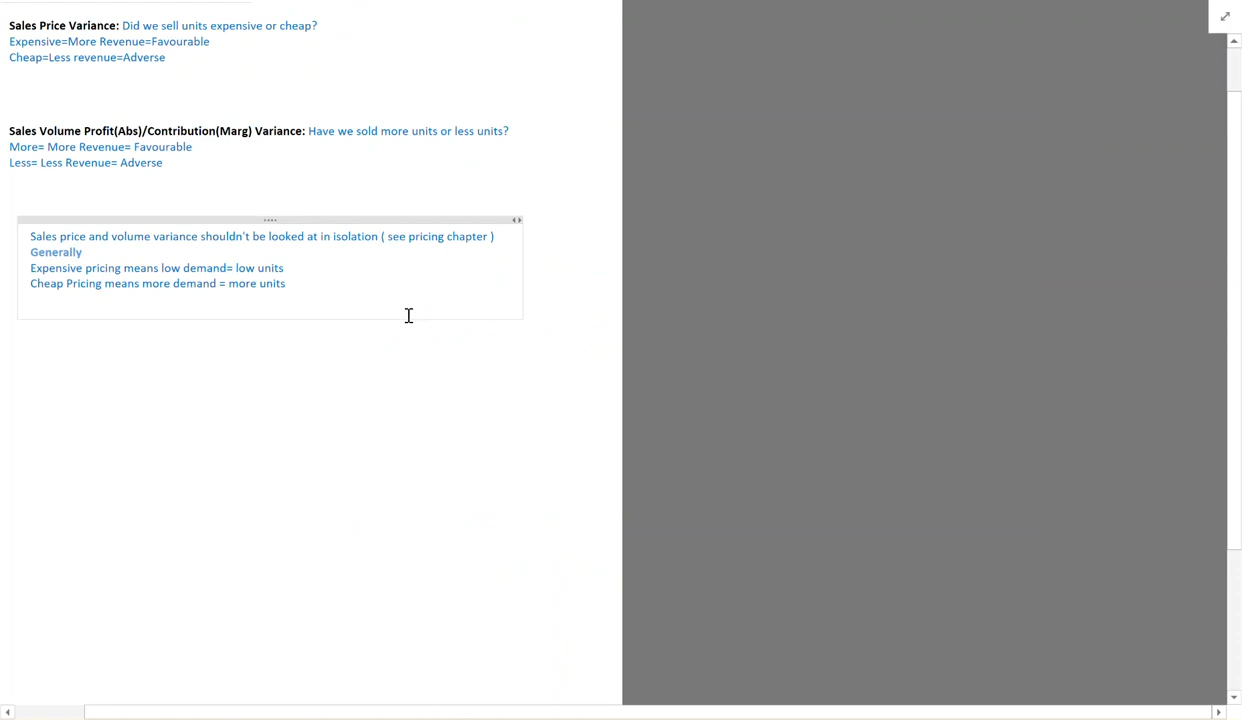 Sales Price Variance: Did we sell units expensive or cheap?
Expensive=More Revenue=Favourable
Cheap=Less revenue=Adverse
Sales Volume Profit(Abs)/Contribution(Marg) Variance: Have we sold more units or less units?
More= More Revenue= Favourable
Less= Less Revenue= Adverse
Sales price and volume variance shouldn't be looked at in isolation ( see pricing chapter )
Generally
Expensive pricing means low demand= low units
Cheap Pricing means more demand = more units